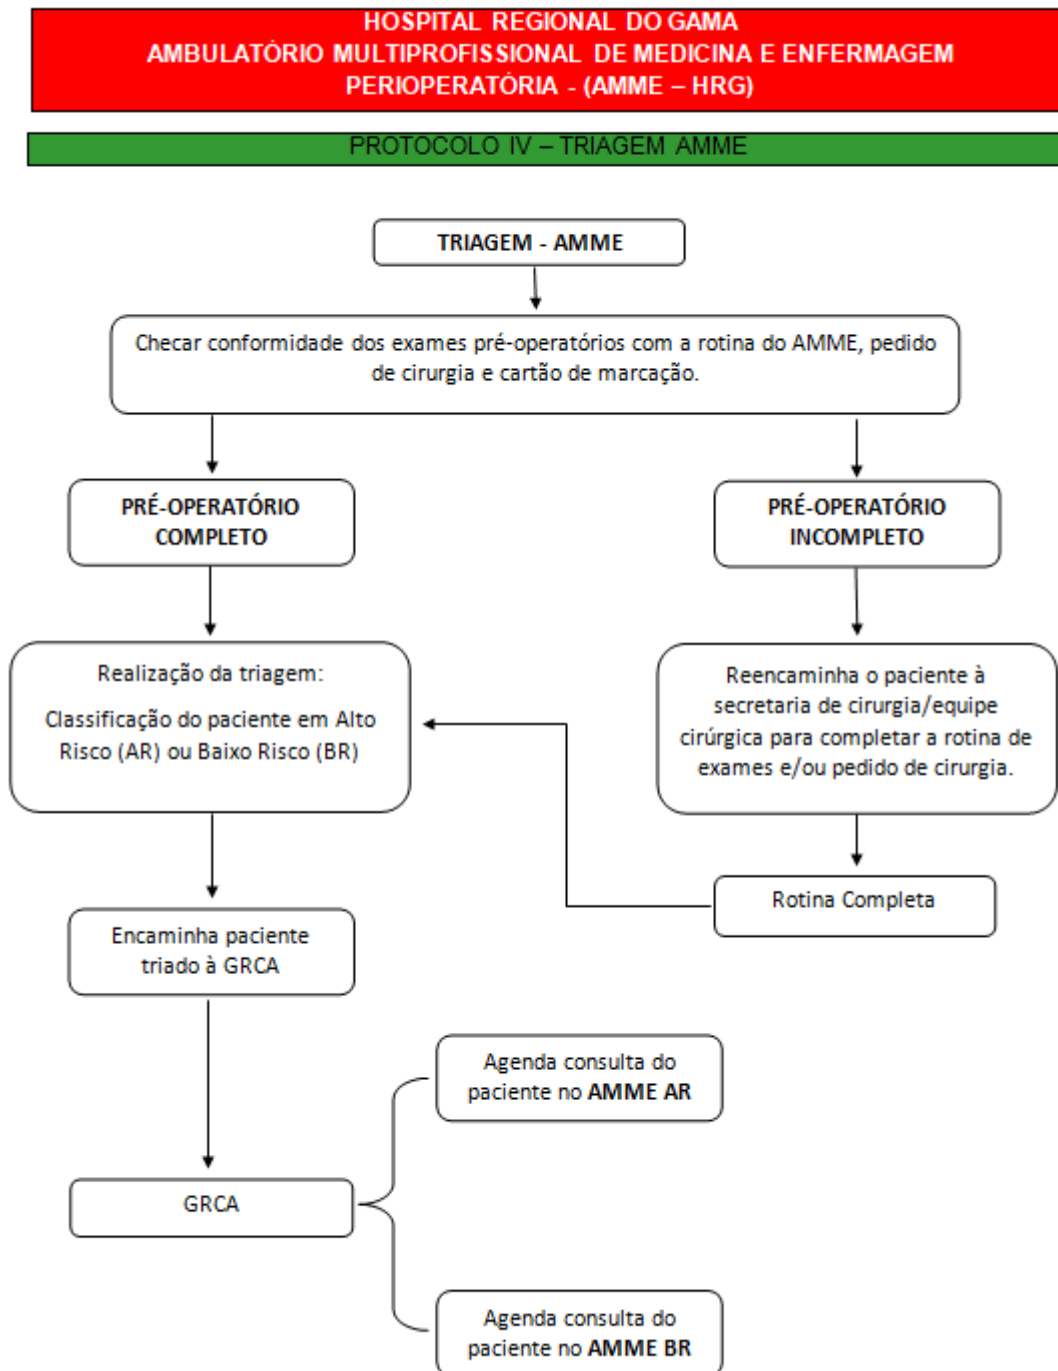 HOSPITAL REGIONAL DO GAMA
AMBULATÓRIO MULTIPROFISSIONAL DE MEDICINA E ENFERMAGEM
PERIOPERATÓRIA - (AMME – HRG)
PROTOCOLO IV – TRIAGEM AMME
TRIAGEM - AMME
Checar conformidade dos exames pré-operatórios com a rotina do AMME, pedido
de cirurgia e cartão de marcação.
PRÉ-OPERATÓRIO
COMPLETO
PRÉ-OPERATÓRIO
INCOMPLETO
Realização da triagem:
Classificação do paciente em Alto
Risco (AR) ou Baixo Risco (BR)
Reencaminha o paciente à
secretaria de cirurgia/equipe
cirúrgica para completar a rotina de
exames e/ou pedido de cirurgia.
Rotina Completa
Encaminha paciente
triado à GRCA
Agenda consulta do
paciente no AMME AR
GRCA
Agenda consulta do
paciente no AMME BR